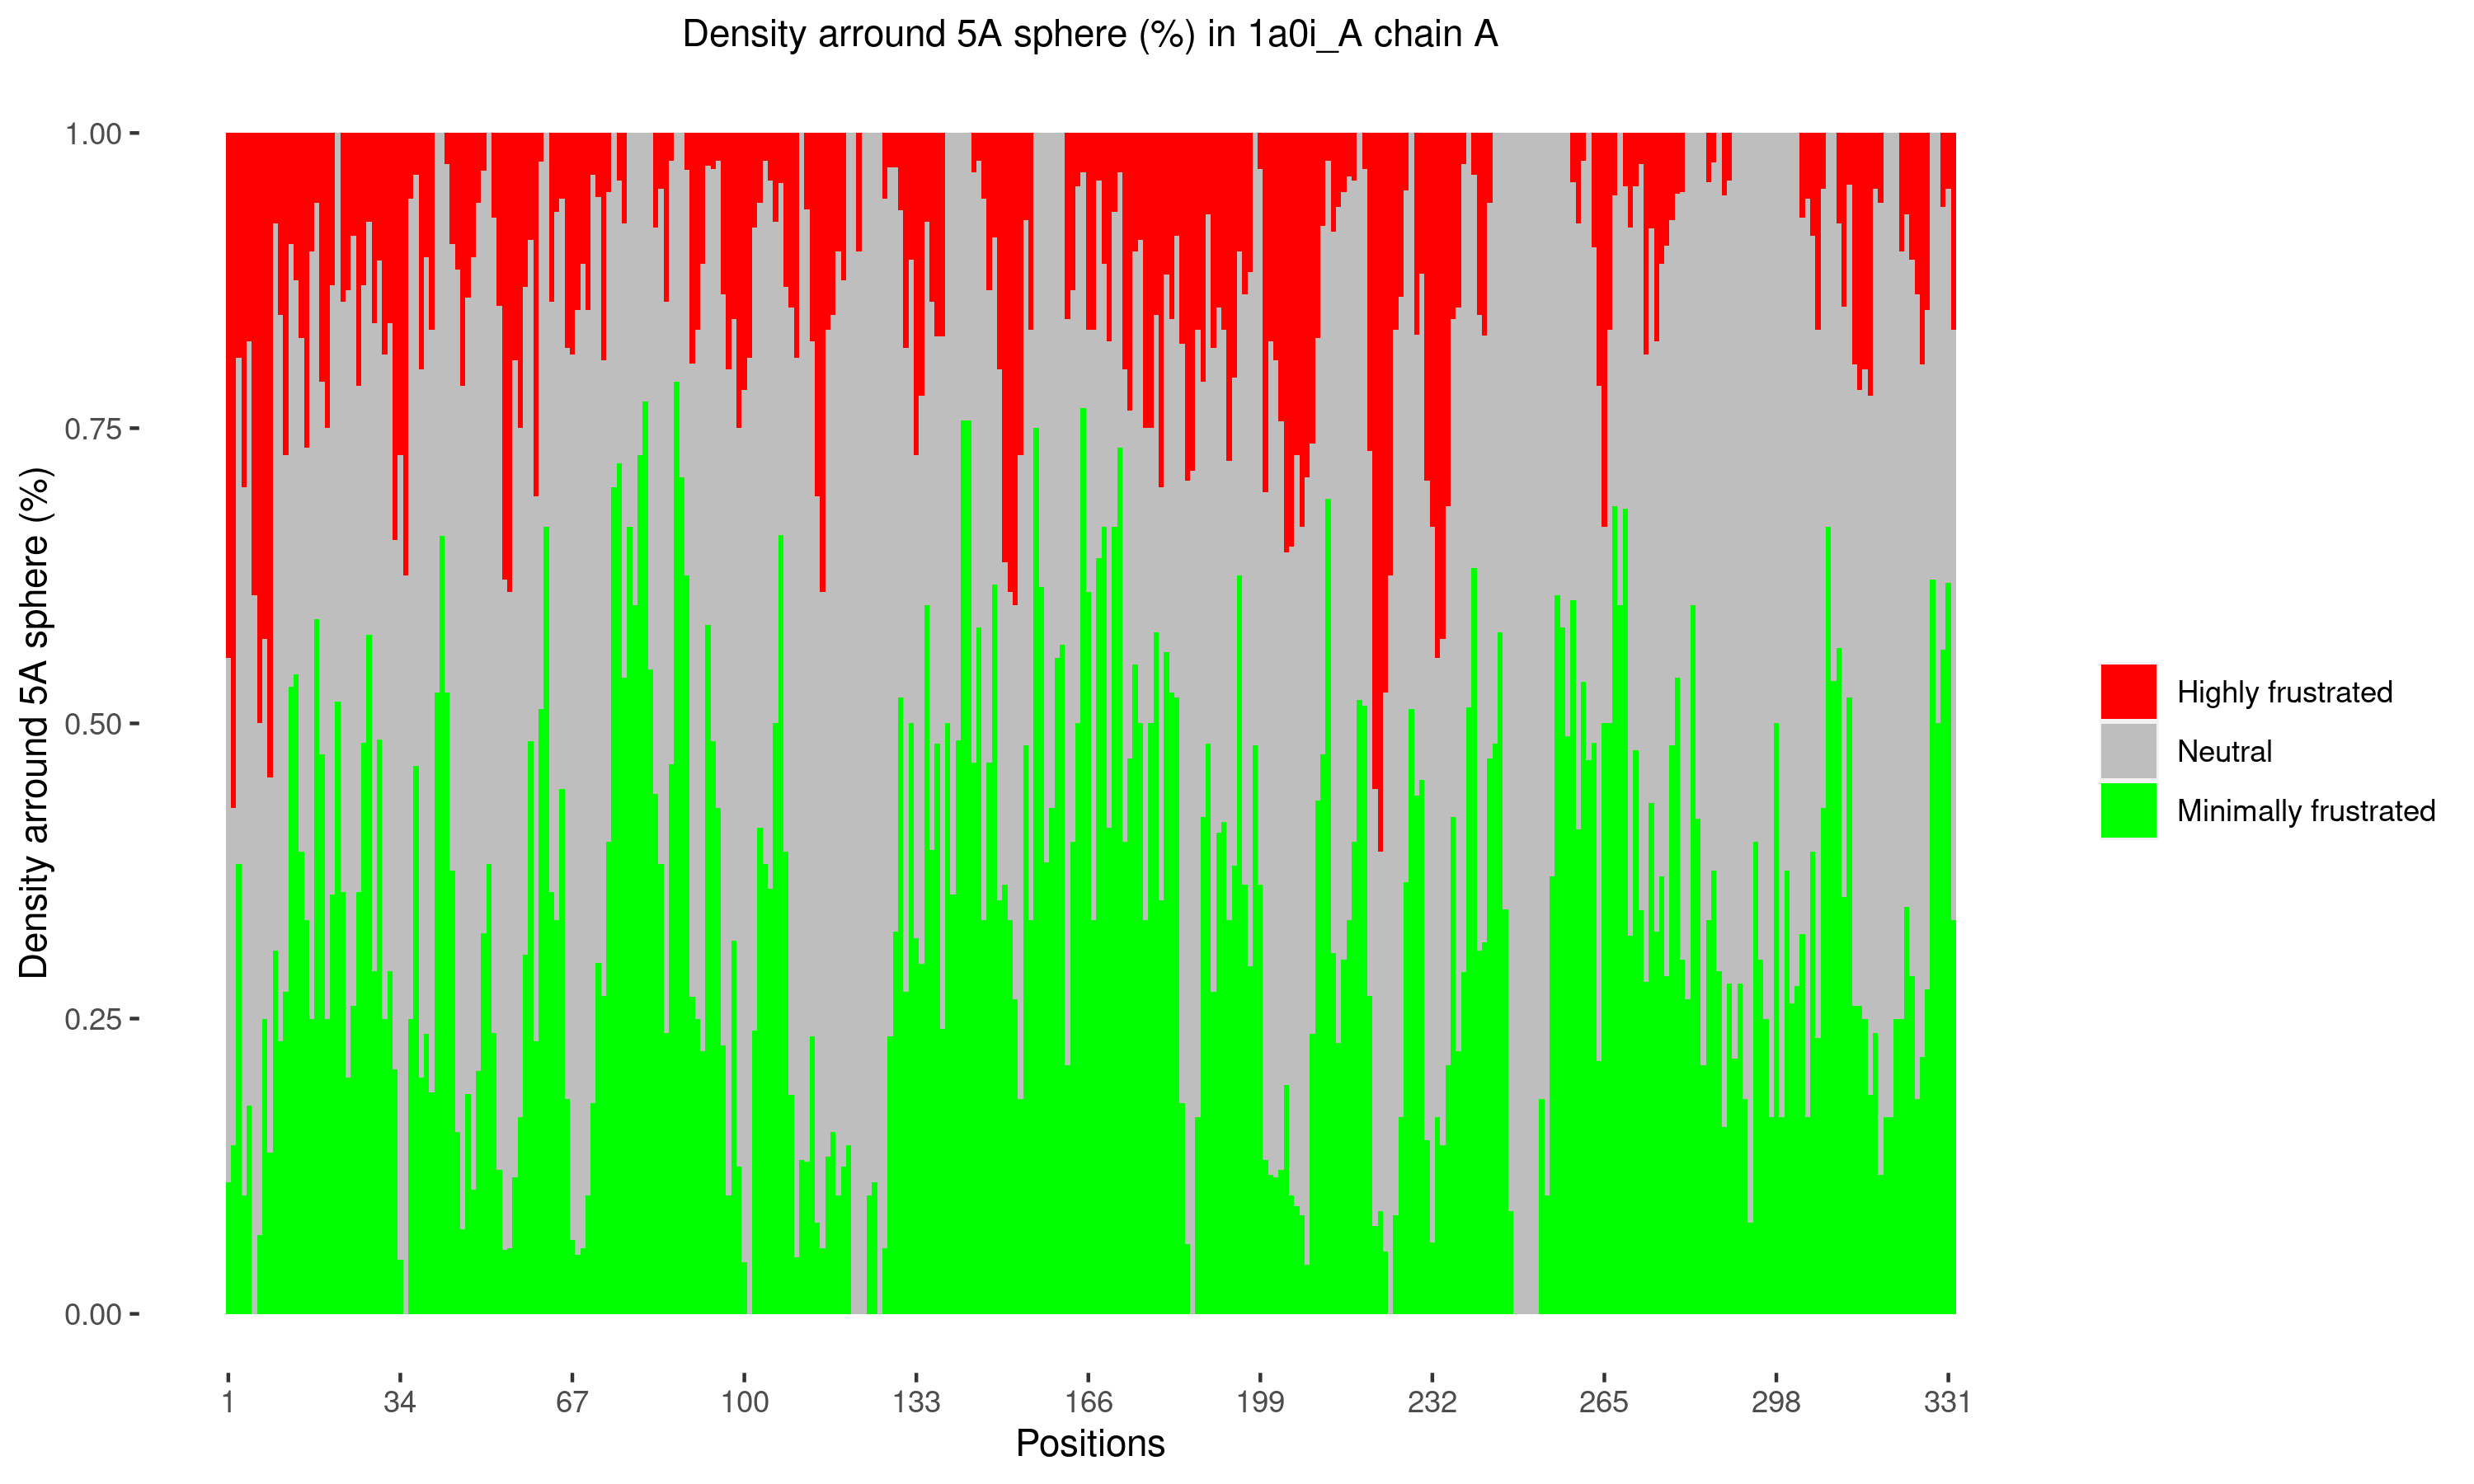 Density arround 5A sphere (%) in 1a0i_A chain A
1.00
0.75
0.50
0.25
0.00
Density arround 5A sphere (%)
1 34 67 100 133 166 199 232 265 298 331
Positions
Highly frustrated
Neutral
Minimally frustrated